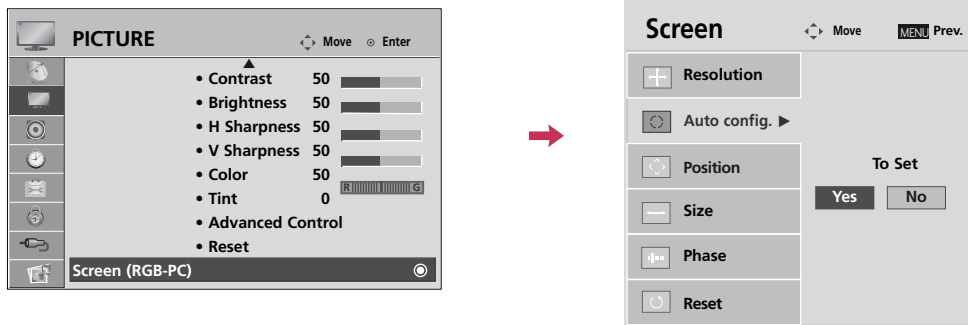 PICTURE
Move
Enter
• Contrast 50
• Brightness 50
• H Sharpness 50
• V Sharpness 50
• Color 50
• Tint 0
R G
• Advanced Control
• Reset
Screen (RGB-PC)
Screen
Move
MENU Prev.
Resolution
Auto config. ▶
Position
Size
Phase
Reset
To Set
Yes
No